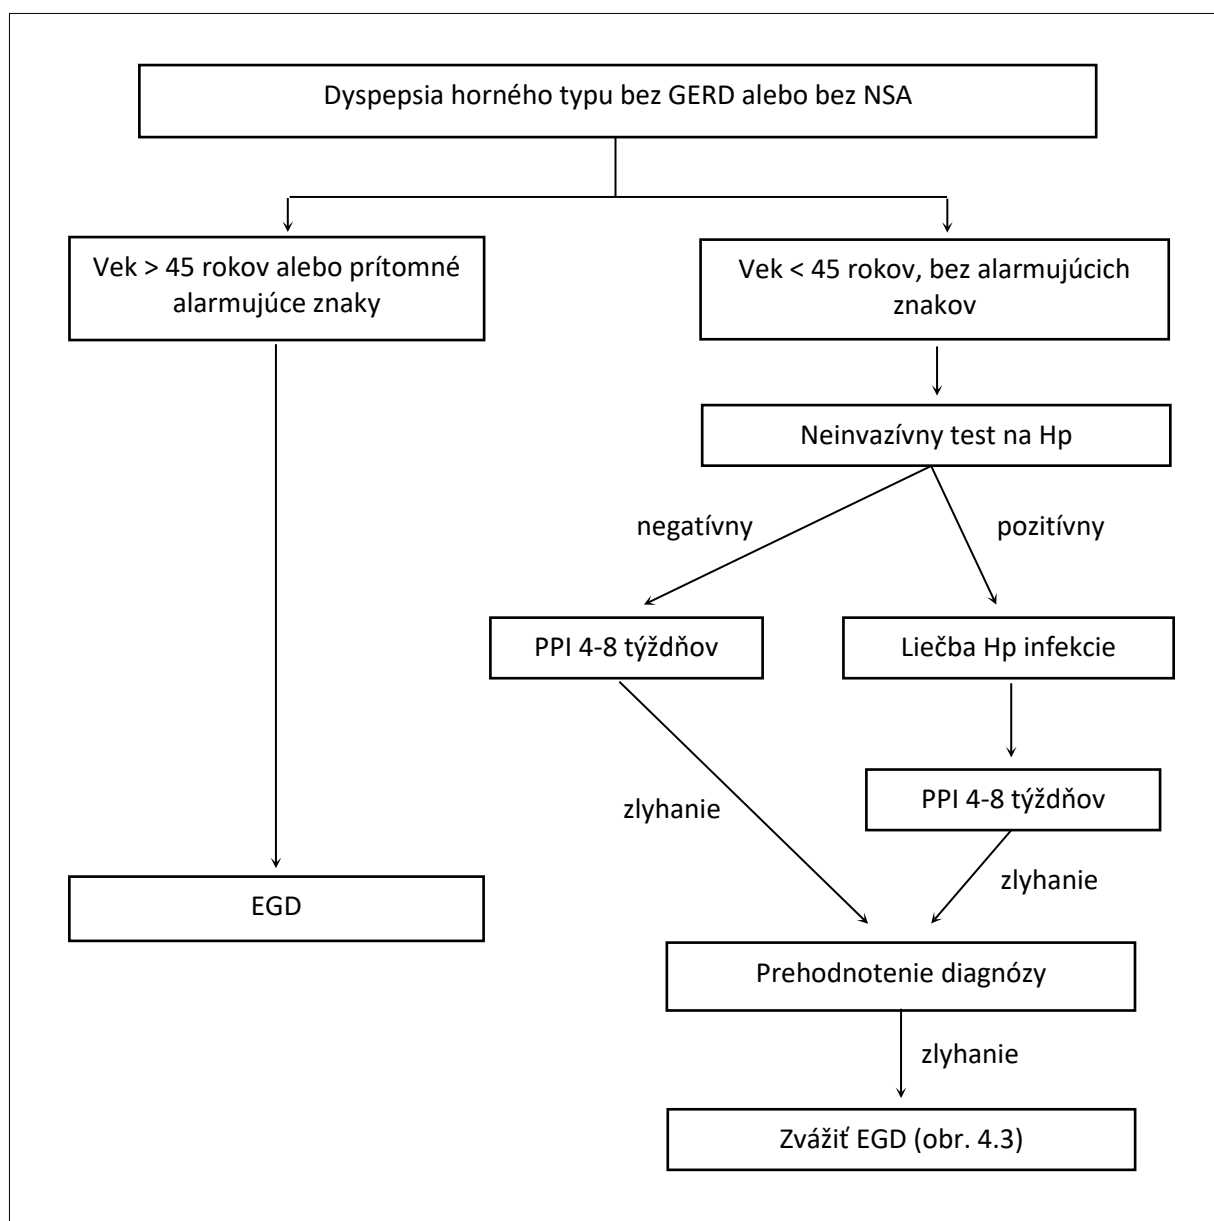 Dyspepsia horného typu bez GERD alebo bez NSA
Vek > 45 rokov alebo prítomné
alarmujúce znaky
Vek < 45 rokov, bez alarmujúcich
znakov
Neinvazívny test na Hp
negatívny
pozitívny
PPI 4-8 týždňov
Liečba Hp infekcie
PPI 4-8 týždňov
zlyhanie
zlyhanie
EGD
Prehodnotenie diagnózy
zlyhanie
Zvážiť EGD (obr. 4.3)